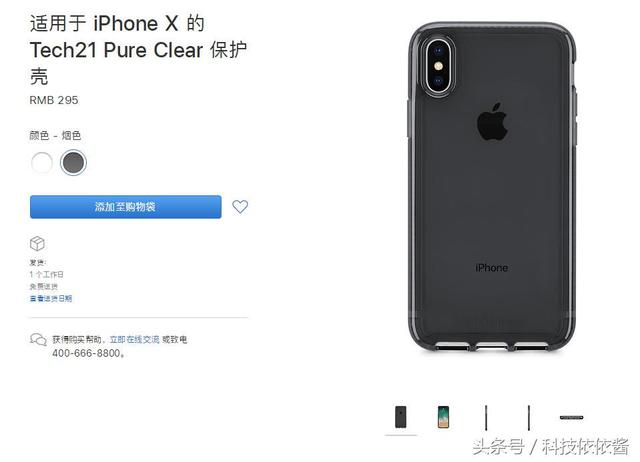 适用于 iPhone X 的
Tech21 Pure Clear 保护
壳
RMB 295
颜色 - 烟色
添加至购物袋
发货:
1 个工作日
免费送货
查看送货日期
获得购买帮助，立即在线交流 或致电
400-666-8800。
iPhone
头条号 / 科技依依酱